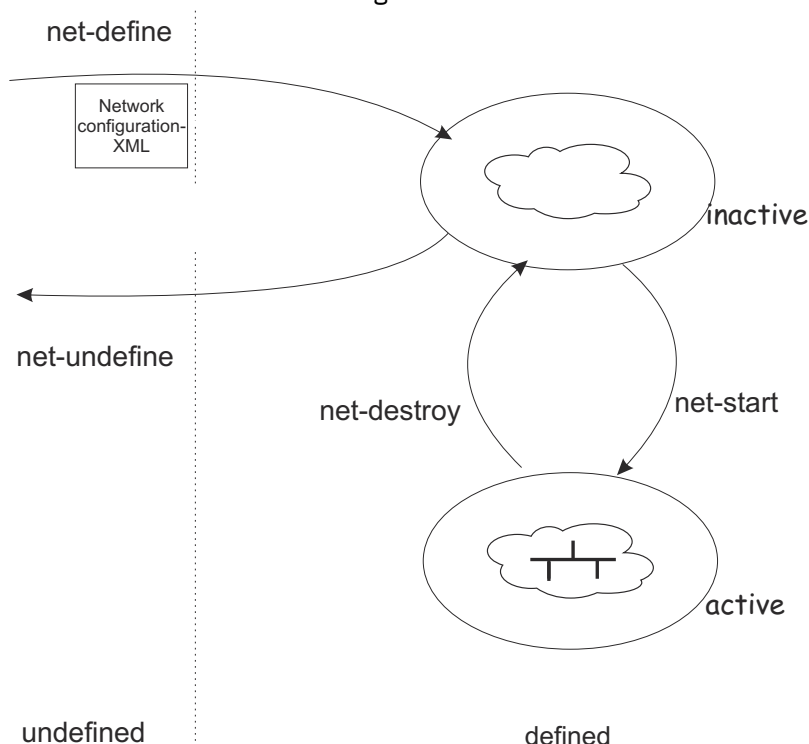 net-define
Network
configuration-
XML
inactive
net-undefine
net-destroy
net-start
active
undefined
defined